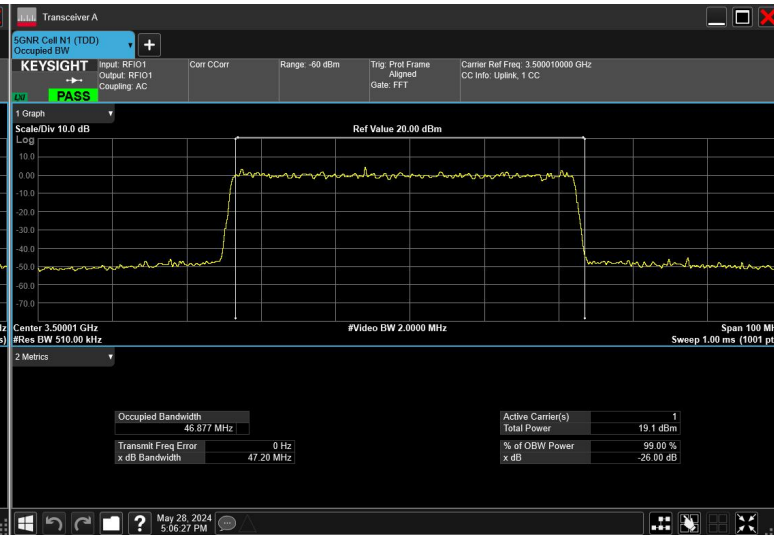 Transceiver A
5GNR Cell N1 (TDD)
Occupied BW
KEYSIGHT
LXI
PASS
Input: RFIO1
Output: RFIO1
Coupling: AC
Corr CCorr
Range: -60 dBm
Trig: Prot Frame
Aligned
Gate: FFT
Carrier Ref Freq: 3.500010000 GHz
CC Info: Uplink, 1 CC
1 Graph
Scale/Div 10.0 dB
Ref Value 20.00 dBm
Log
10.0
0.00
-10.0
-20.0
-30.0
-40.0
-50.0
-60.0
-70.0
Hz
s)
Center 3.50001 GHz
#Video BW 2.0000 MHz
Span 100 MH
#Res BW 510.00 kHz
Sweep 1.00 ms (1001 pt
2 Metrics
Occupied Bandwidth
46.877 MHz
Transmit Freq Error 0 Hz
x dB Bandwidth 47.20 MHz
Active Carrier(s) 1
Total Power 19.1 dBm
% of OBW Power 99.00 %
x dB -26.00 dB
?
May 28, 2024
5:06:27 PM